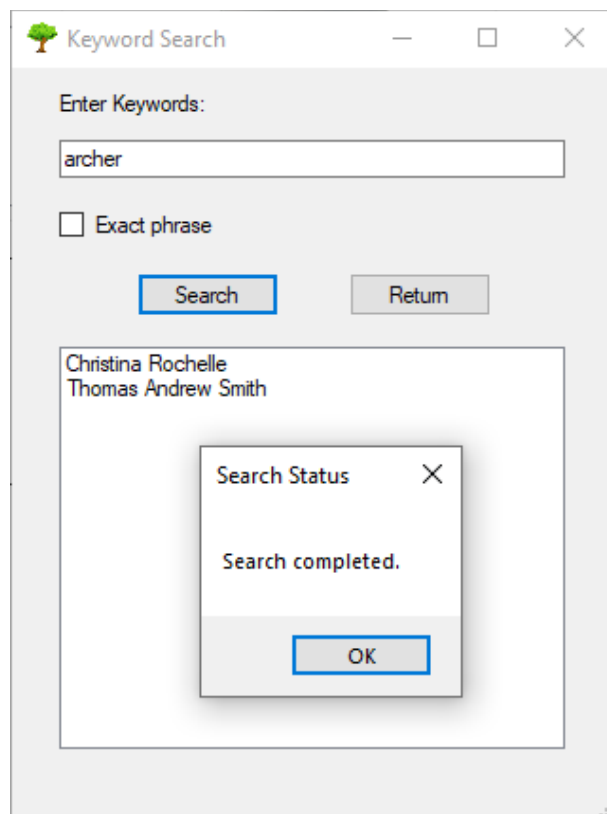 Keyword Search
Enter Keywords:
archer
Exact phrase
Search Return
Christina Rochelle
Thomas Andrew Smith
Search Status
Search completed.
OK